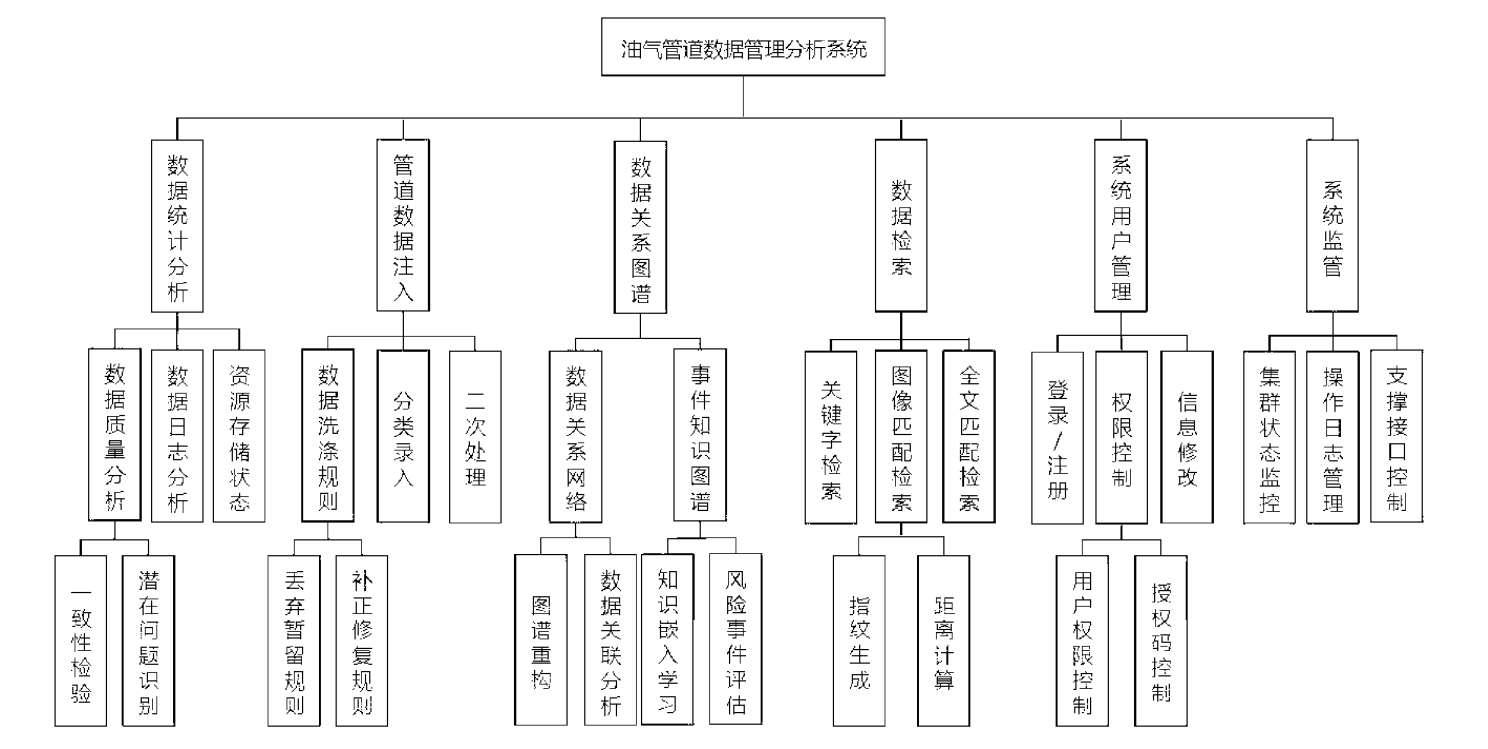 油气管道数据管理分析系统
数据统计分析
管道数据注入
数据关系图谱
数据检索
系统用户管理
系统监管
数据质量分析
数据日志分析
资源存储状态
数据洗涤规则
分类录入
二次处理
数据关系网络
事件知识图谱
关键字检索
图像匹配检索
全文匹配检索
登录/注册
权限控制
信息修改
集群状态监控
操作日志管理
支撑接口控制
一致性检验
潜在问题识别
丢弃暂留规则
补正修复规则
图谱重构
数据关联分析
知识嵌入学习
风险事件评估
指纹生成
距离计算
用户权限控制
授权码控制